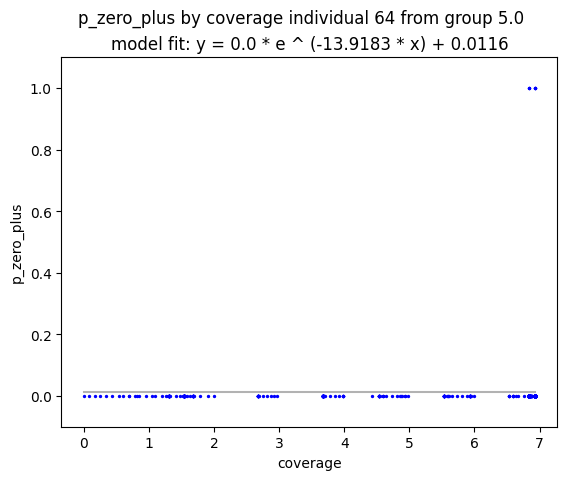 p_zero_plus by coverage individual 64 from group 5.0
model fit: y = 0.0 * e ^ (-13.9183 * x) + 0.0116
1.0
0.8
0.6
0.4
0.2
0.0
p_zero_plus
0 1 2 3 4 5 6 7
coverage